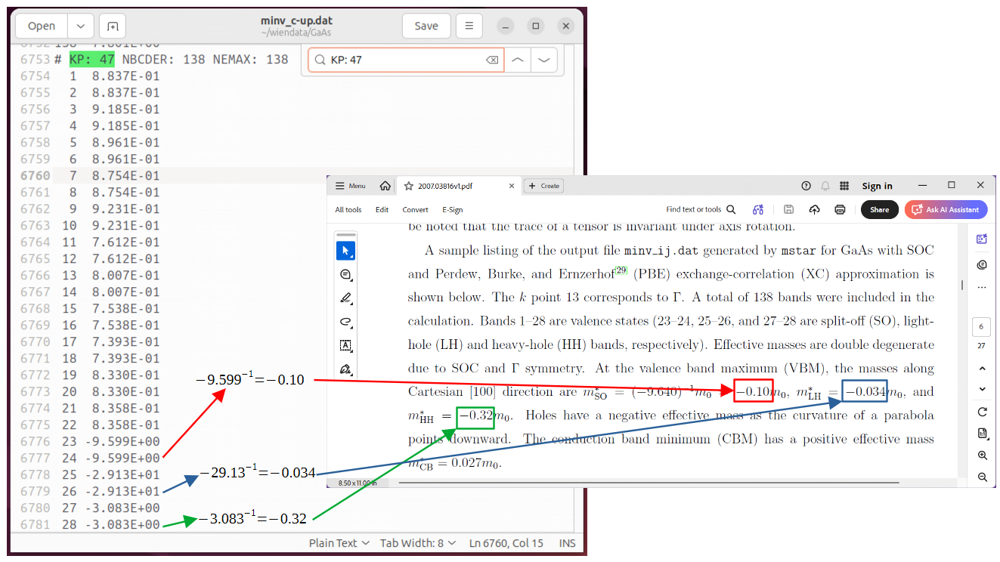 Open
minv_c-up.dat
~/wiendata/GaAs
Save
6753 # KP: 47 NBCDER: 138 NEMAX: 138
KP: 47
6754 1 8.837E-01
6755 2 8.837E-01
6756 3 9.185E-01
6757 4 9.185E-01
6758 5 8.961E-01
6759 6 8.961E-01
6760 7 8.754E-01
6761 8 8.754E-01
6762 9 9.231E-01
6763 10 9.231E-01
6764 11 7.612E-01
6765 12 7.612E-01
6766 13 8.007E-01
6767 14 8.007E-01
6768 15 7.538E-01
6769 16 7.538E-01
6770 17 7.393E-01
6771 18 7.393E-01
6772 19 8.330E-01
6773 20 8.330E-01
6774 21 8.358E-01
6775 22 8.358E-01
6776 23 -9.599E+00
6777 24 -9.599E+00
6778 25 -2.913E+01
6779 26 -2.913E+01
6780 27 -3.083E+00
6781 28 -3.083E+00
−9.599⁻¹=−0.10
−29.13⁻¹=−0.034
−3.083⁻¹=−0.32
Plain Text Tab Width: 8 Ln 6760, Col 15 INS
Menu 2007.03816v1.pdf + Create Sign in
All tools Edit Convert E-Sign Find text or tools Share Ask AI Assistant
be noted that the trace of a tensor is invariant under axis rotation.
A sample listing of the output file minv_ij.dat generated by mstar for GaAs with SOC
and Perdew, Burke, and Ernzerhof[29] (PBE) exchange-correlation (XC) approximation is
shown below. The k point 13 corresponds to Γ. A total of 138 bands were included in the
calculation. Bands 1–28 are valence states (23–24, 25–26, and 27–28 are split-off (SO), light-
hole (LH) and heavy-hole (HH) bands, respectively). Effective masses are double degenerate
due to SOC and Γ symmetry. At the valence band maximum (VBM), the masses along
Cartesian [100] direction are m*SO = (−9.640)⁻¹m₀ −0.10m₀, m*LH = −0.034m₀, and
m*HH = −0.32m₀. Holes have a negative effective mass as the curvature of a parabola
points downward. The conduction band minimum (CBM) has a positive effective mass
m*CB = 0.027m₀.
6
27
8.50 x 11.00 in